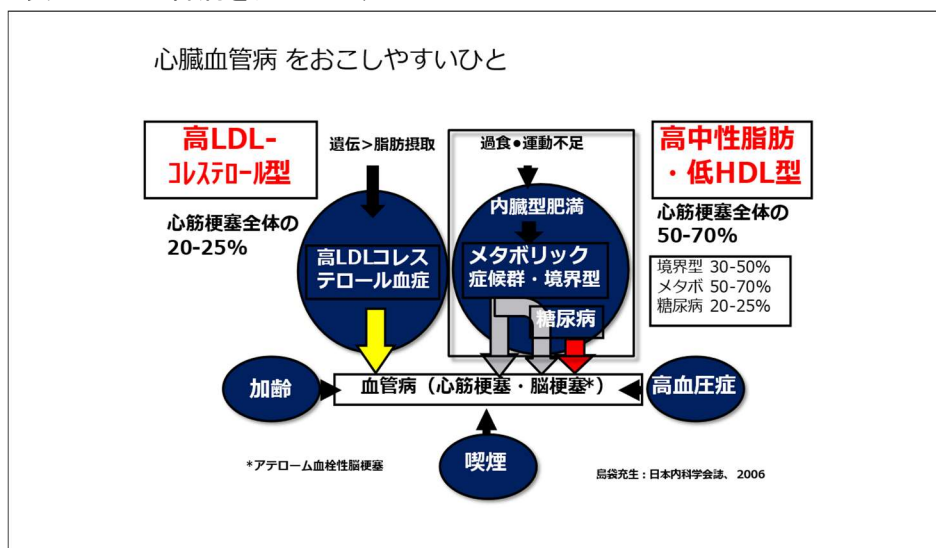 心臓血管病 をおこしやすいひと
高LDL-
ｺﾚｽﾃﾛｰﾙ型
遺伝>脂肪摂取
過食●運動不足
高中性脂肪
・低HDL型
心筋梗塞全体の
20-25%
内臓型肥満
心筋梗塞全体の
50-70%
高LDLコレス
テロール血症
メタボリック
症候群・境界型
境界型 30-50%
メタボ 50-70%
糖尿病 20-25%
糖尿病
加齢
血管病（心筋梗塞・脳梗塞*）
高血圧症
*アテローム血栓性脳梗塞
喫煙
島袋充生：日本内科学会誌、2006